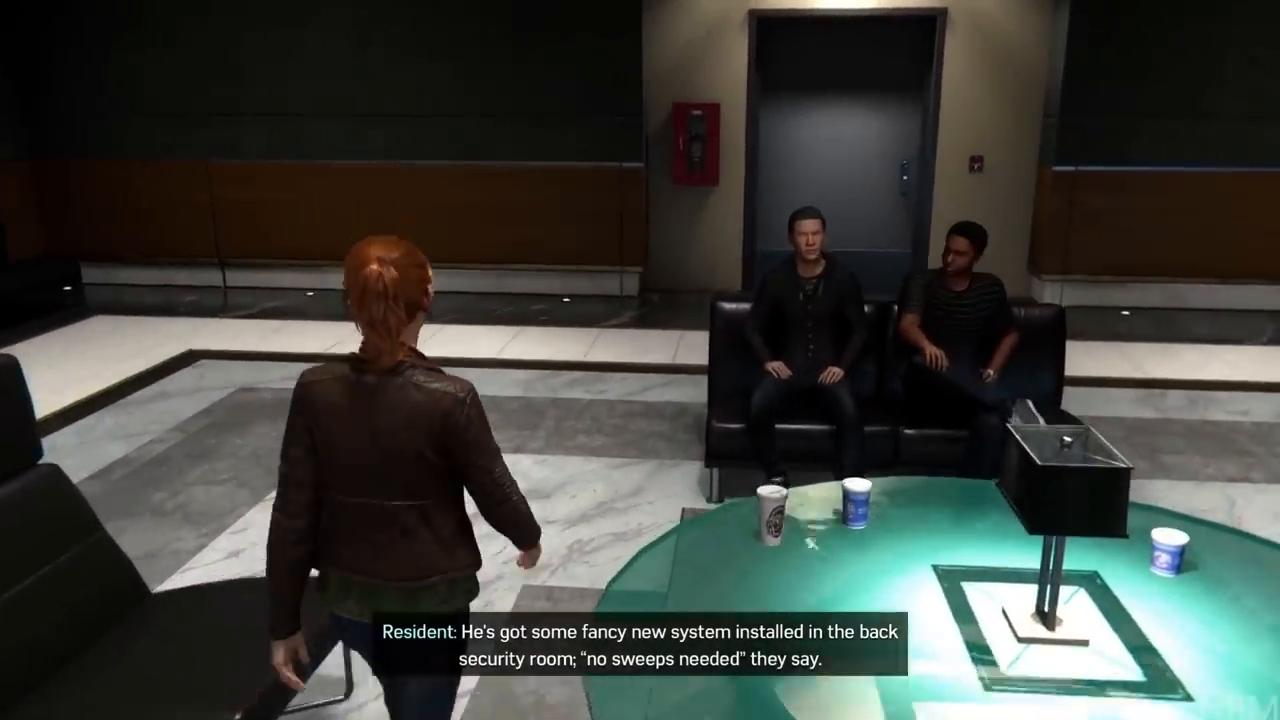 Resident: He's got some fancy new system installed in the back
security room; “no sweeps needed” they say.